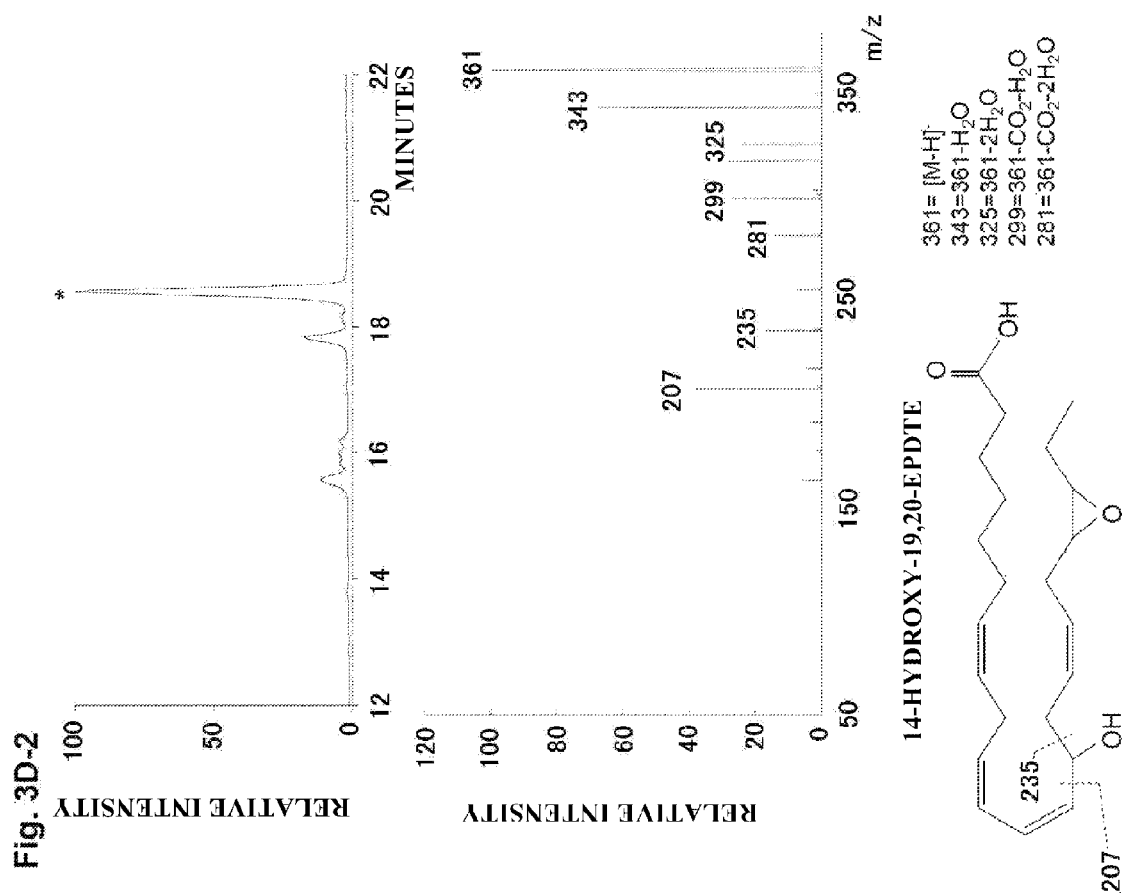 Fig. 3D-2
RELATIVE INTENSITY
100
50
0
*
12
14
16
18
20
22
MINUTES
RELATIVE INTENSITY
120
100
80
60
40
20
0
207
235
281
299
325
343
361
50
150
250
350
m/z
14-HYDROXY-19,20-EPDTE
O
OH
O
OH
235
207
361= [M-H]-
343=361-H2O
325=361-2H2O
299=361-CO2-H2O
281=361-CO2-2H2O